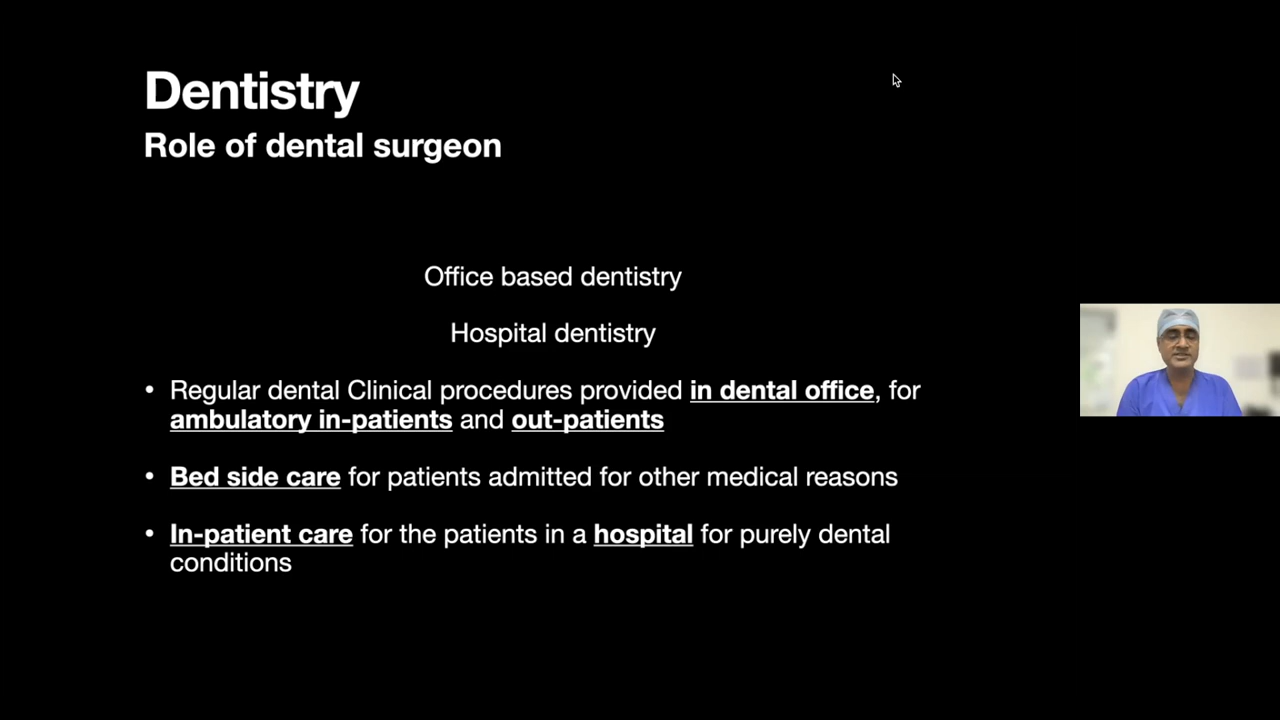 Dentistry
Role of dental surgeon
Office based dentistry
Hospital dentistry
• Regular dental Clinical procedures provided in dental office, for
ambulatory in-patients and out-patients
• Bed side care for patients admitted for other medical reasons
• In-patient care for the patients in a hospital for purely dental
conditions